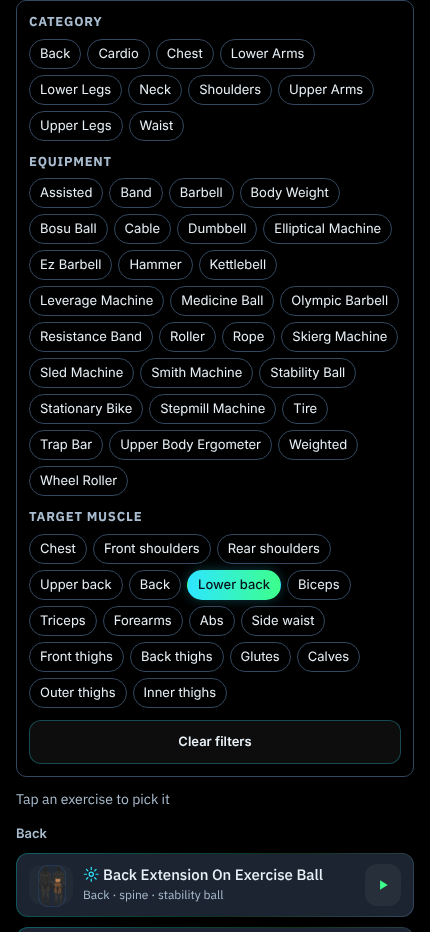 CATEGORY
Back Cardio Chest Lower Arms
Lower Legs Neck Shoulders Upper Arms
Upper Legs Waist
EQUIPMENT
Assisted Band Barbell Body Weight
Bosu Ball Cable Dumbbell Elliptical Machine
Ez Barbell Hammer Kettlebell
Leverage Machine Medicine Ball Olympic Barbell
Resistance Band Roller Rope Skierg Machine
Sled Machine Smith Machine Stability Ball
Stationary Bike Stepmill Machine Tire
Trap Bar Upper Body Ergometer Weighted
Wheel Roller
TARGET MUSCLE
Chest Front shoulders Rear shoulders
Upper back Back Lower back Biceps
Triceps Forearms Abs Side waist
Front thighs Back thighs Glutes Calves
Outer thighs Inner thighs
Clear filters
Tap an exercise to pick it
Back
Back Extension On Exercise Ball
Back · spine · stability ball